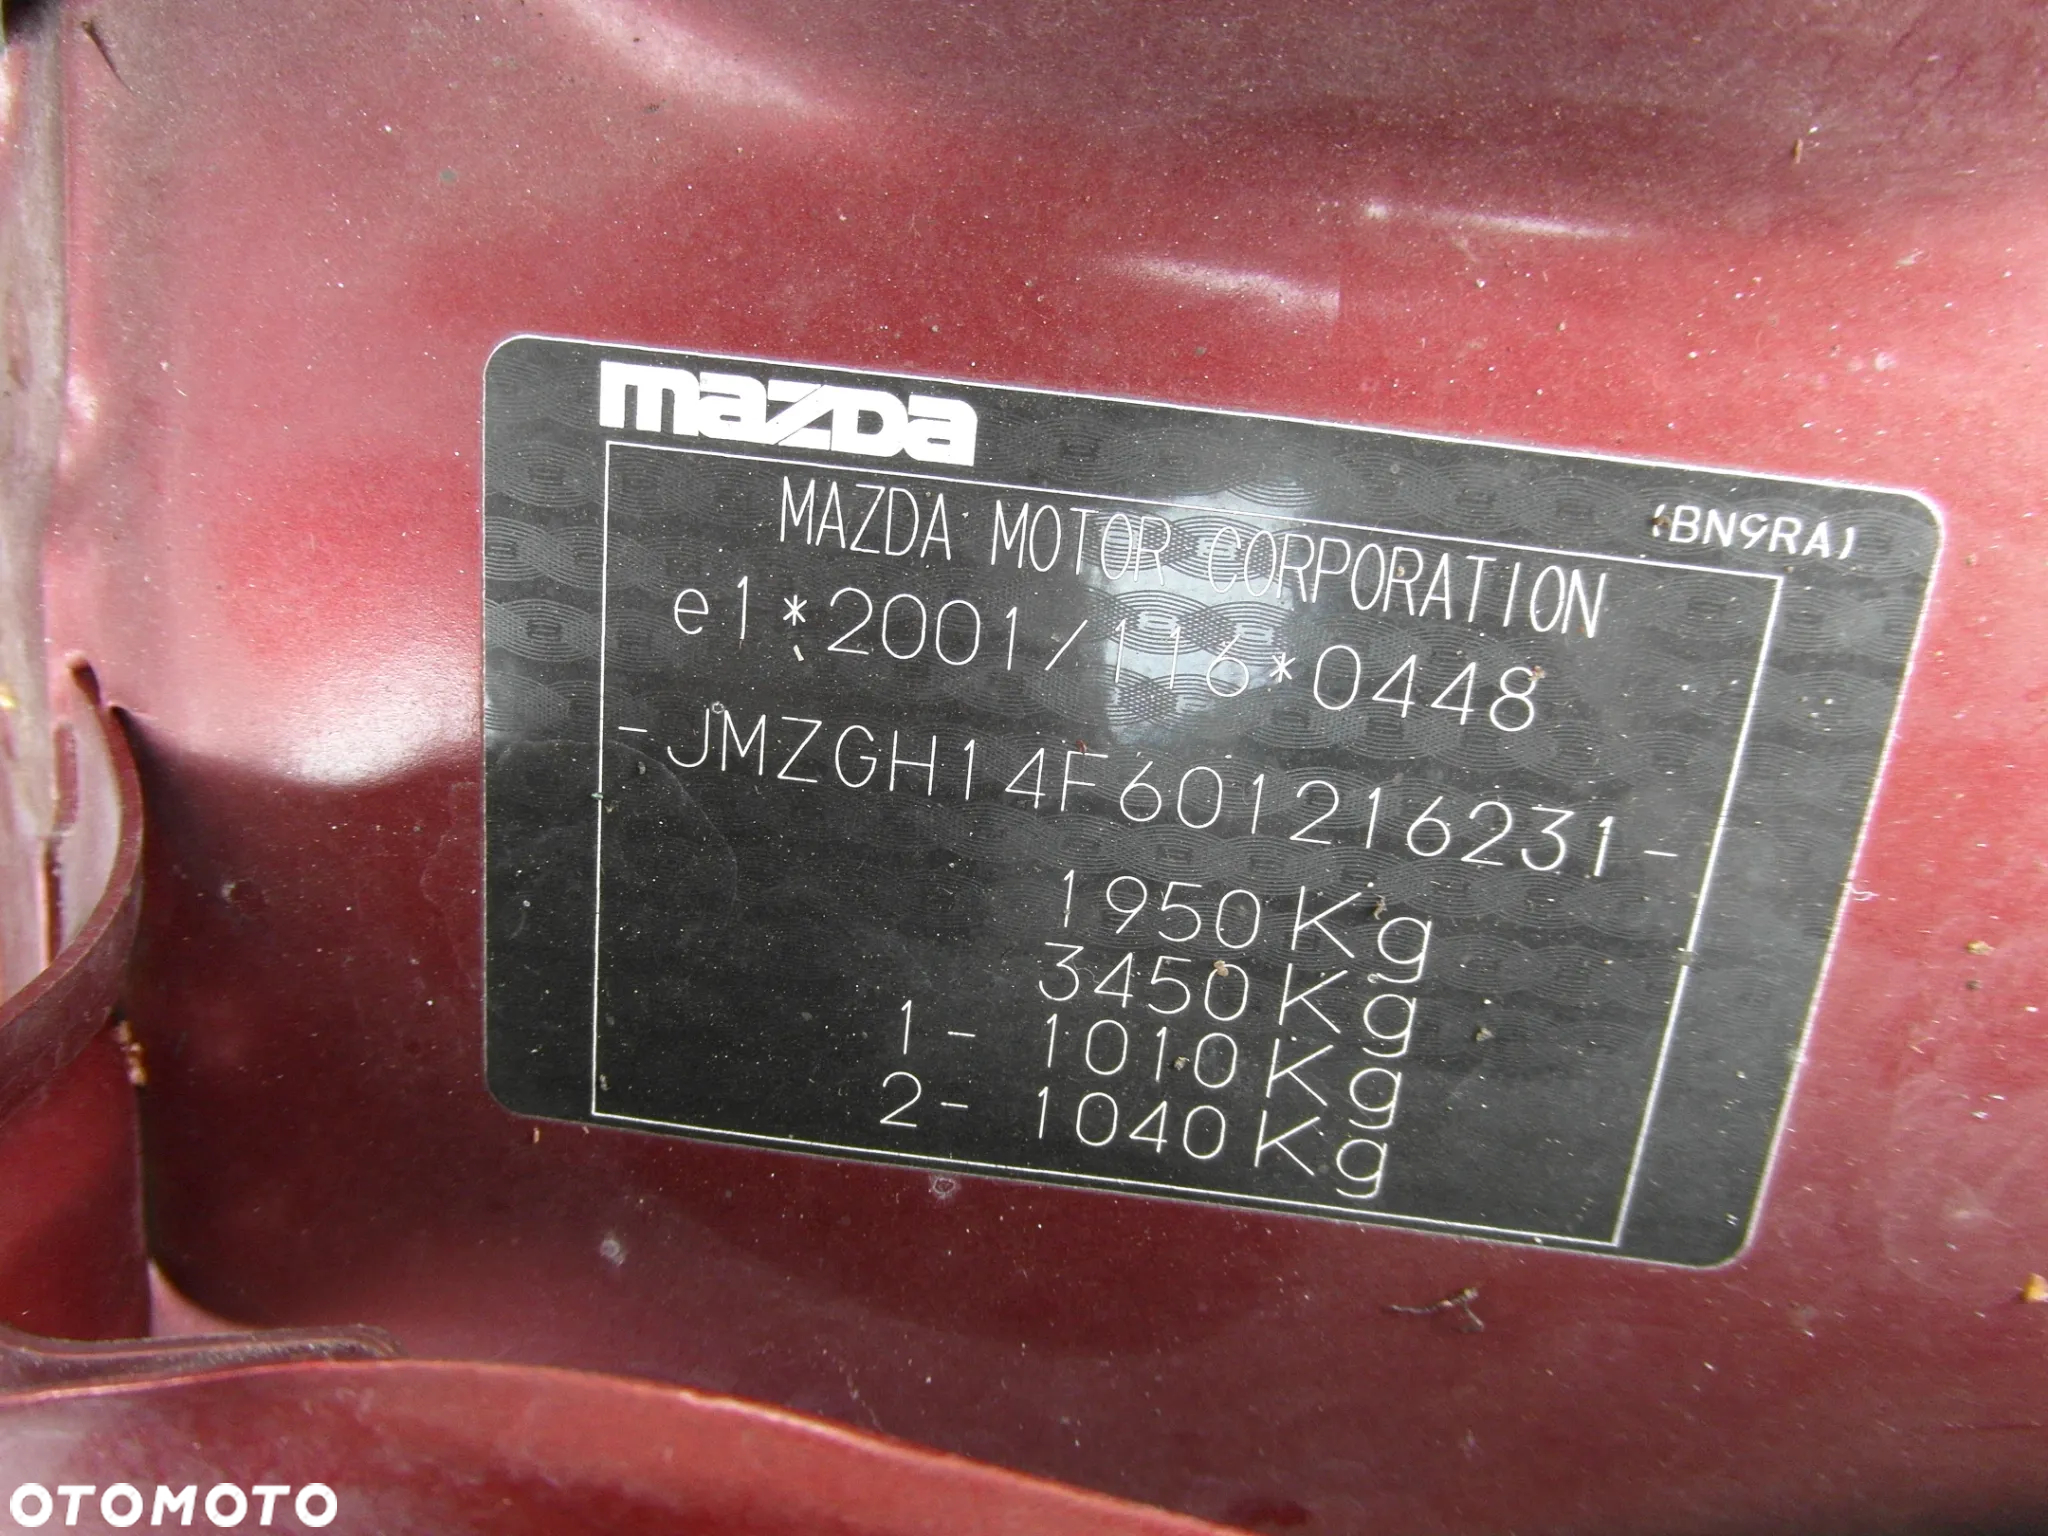 mazda
(BN9RA)
MAZDA MOTOR CORPORATION
e1*2001/116*0448
-JMZGH14F601216231-
1950Kg
3450Kg
1- 1010Kg
2- 1040Kg
OTOMOTO